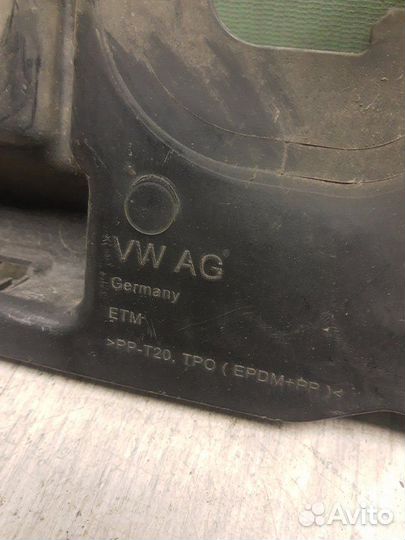 VW AG®
Germany
ETM
>PP-T20, TPO ( EPDM+PP )<
Avito